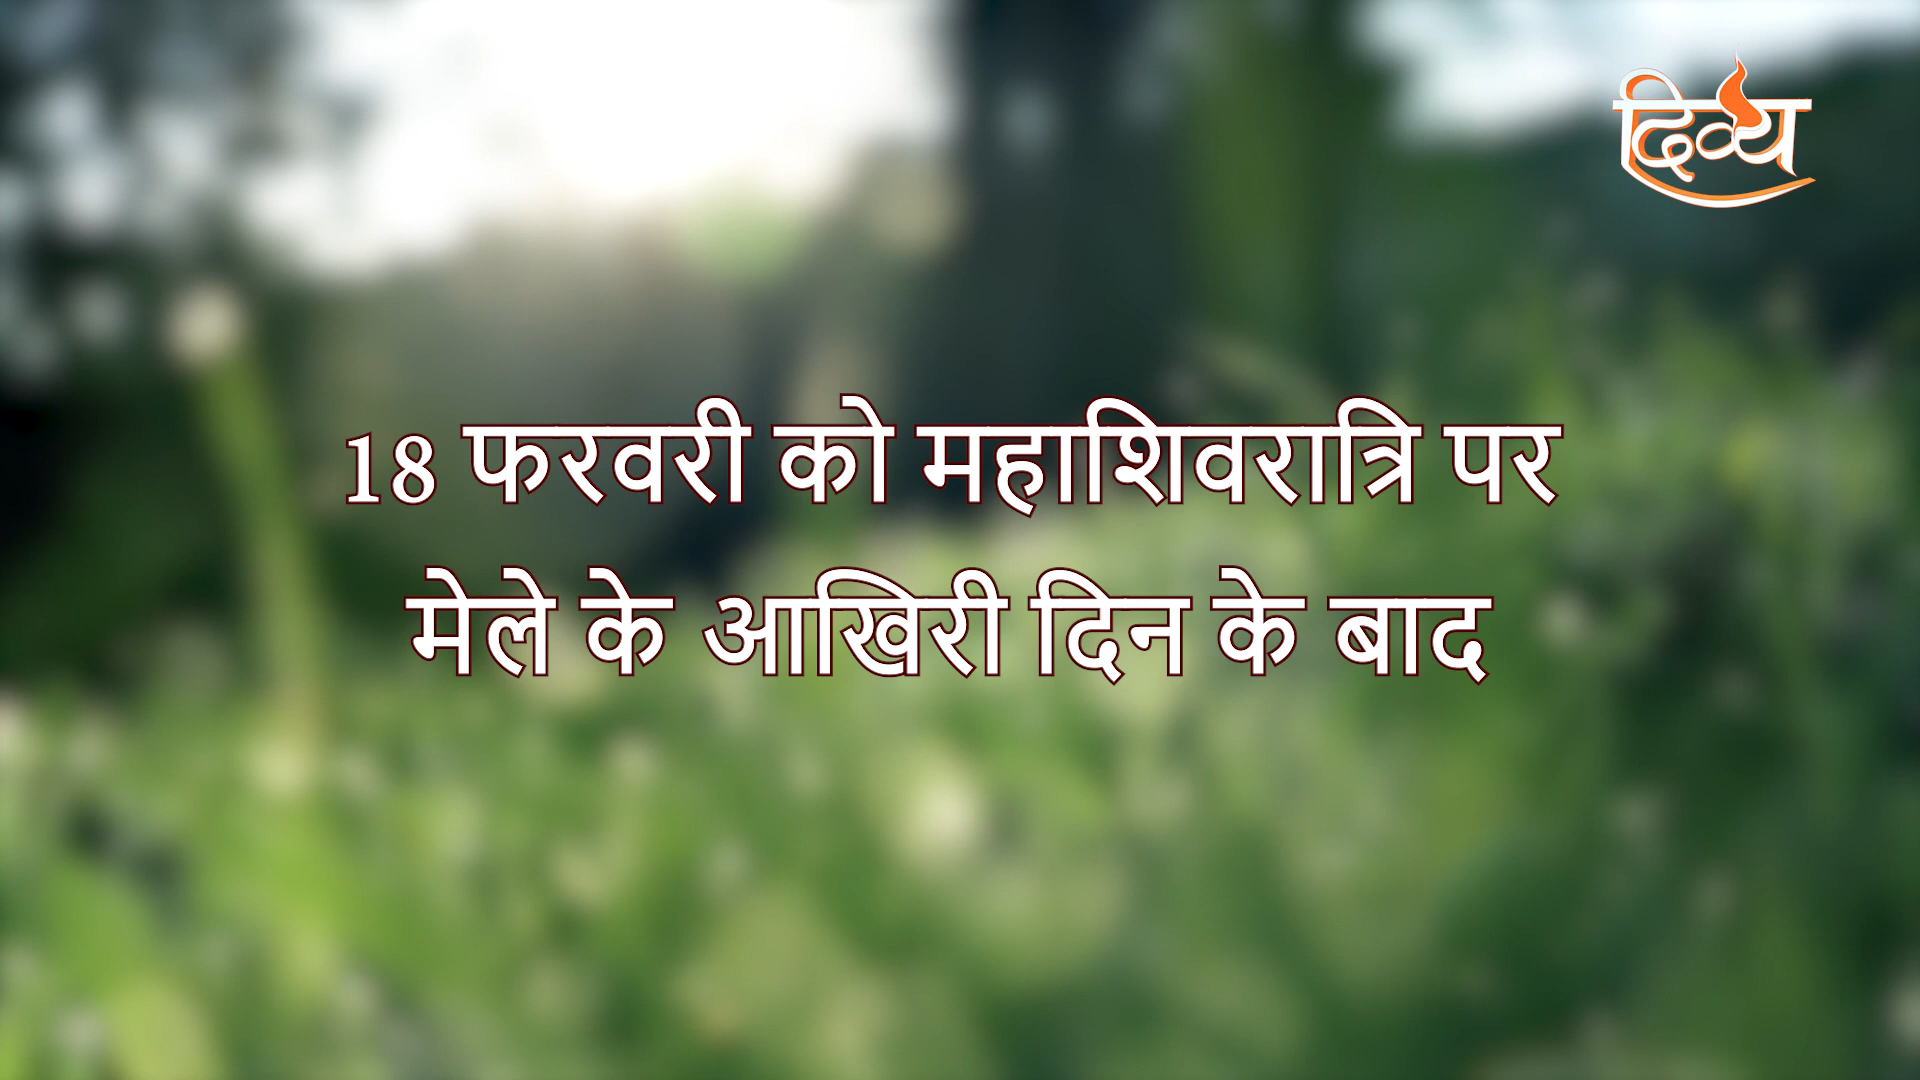 दिव्य
18 फरवरी को महाशिवरात्रि पर
मेले के आखिरी दिन के बाद